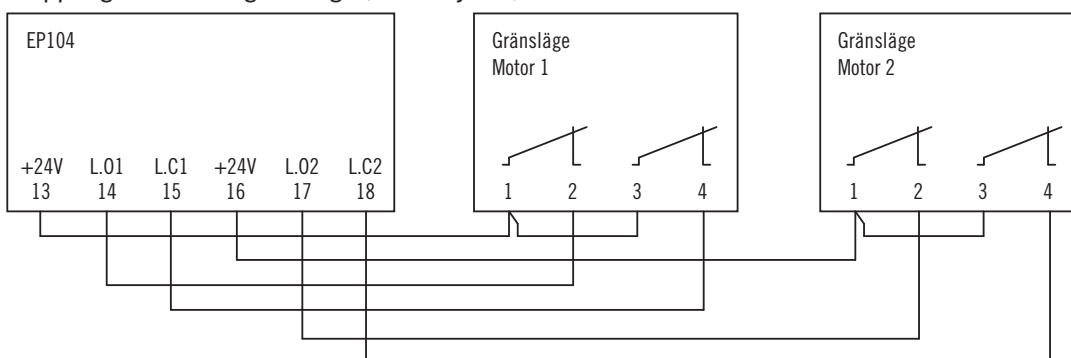 EP104
+24V L.O1 L.C1 +24V L.O2 L.C2
13 14 15 16 17 18
Gränsläge
Motor 1
1 2 3 4
Gränsläge
Motor 2
1 2 3 4